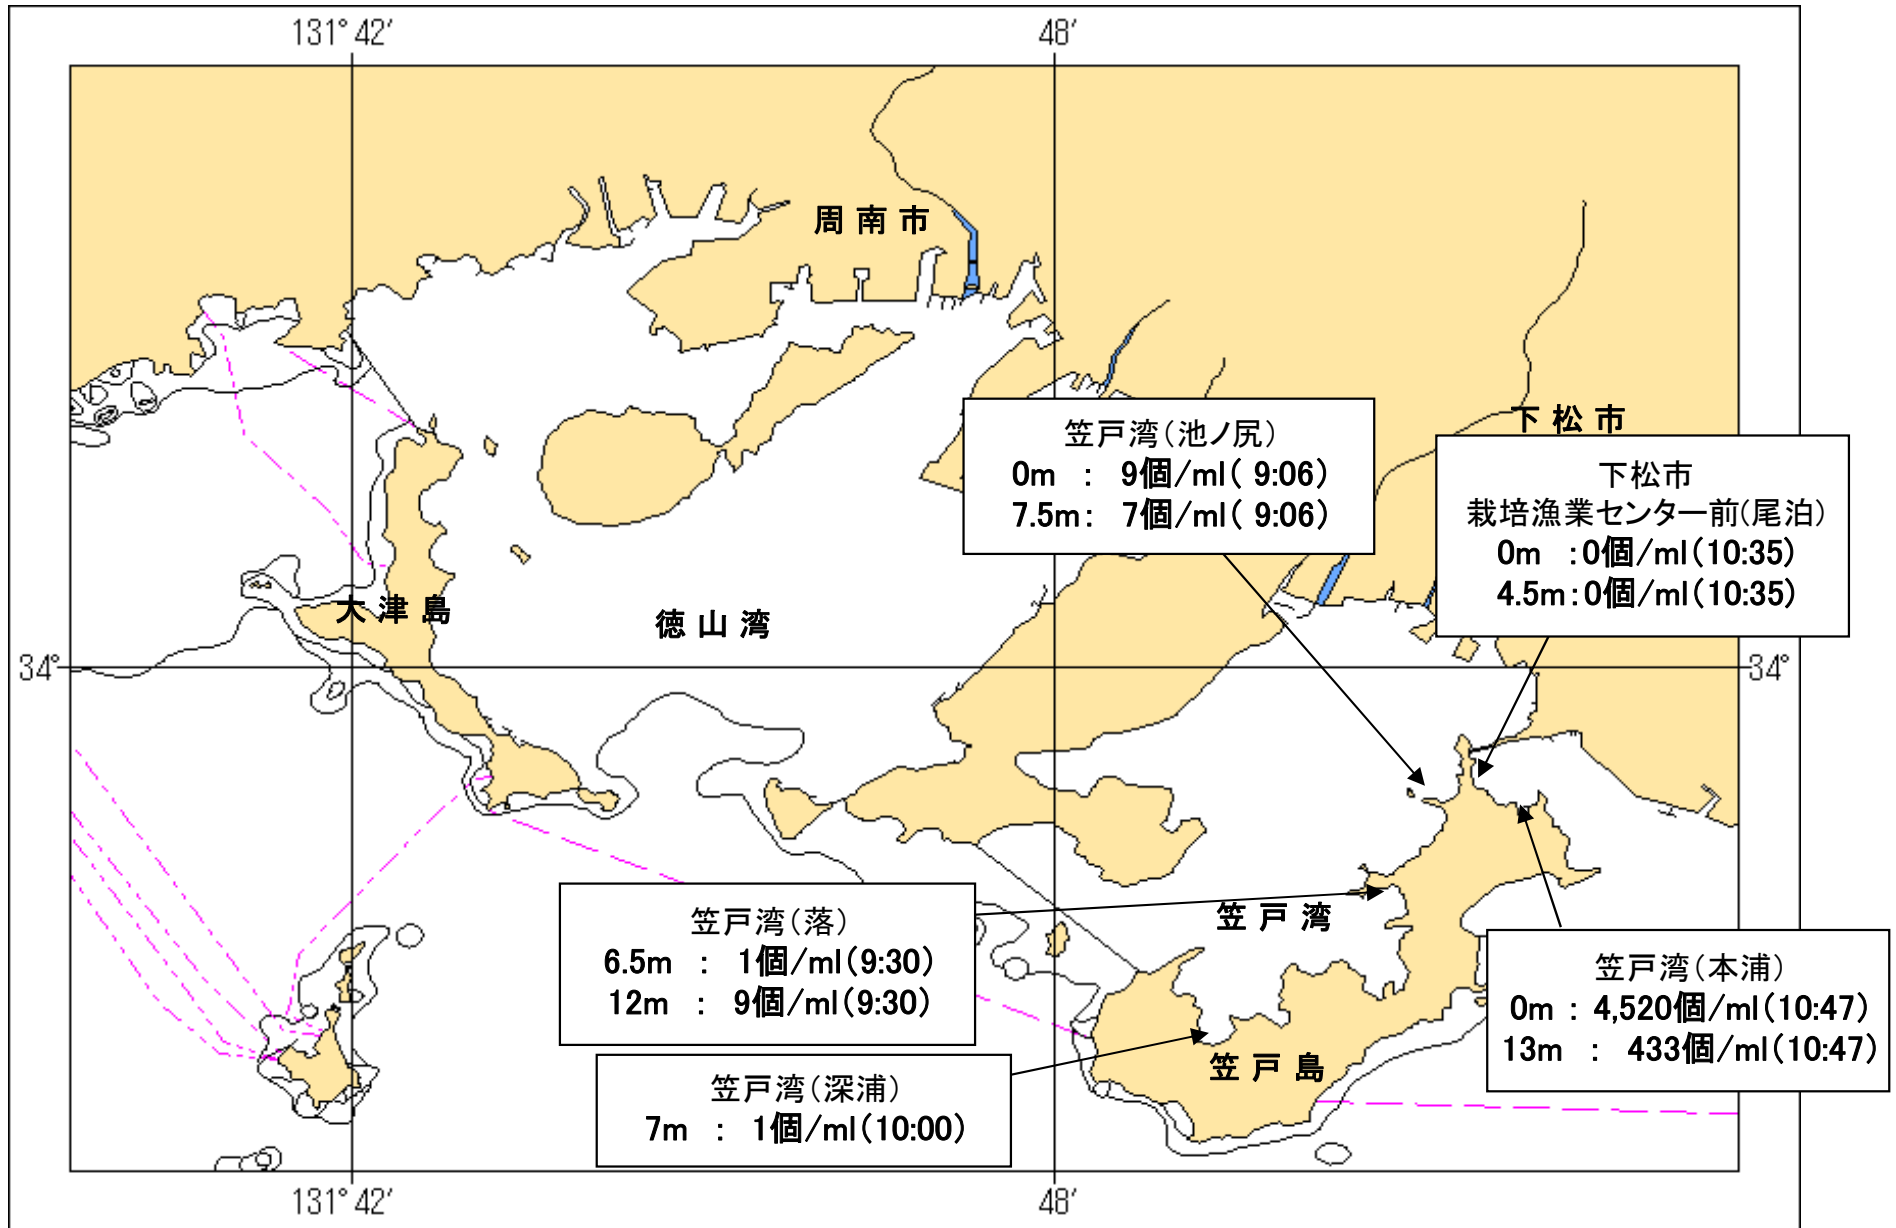 131°42′
48′
周南市
下松市
笠戸湾(池ノ尻)
0m : 9個/ml( 9:06)
7.5m: 7個/ml( 9:06)
下松市
栽培漁業センター前(尾泊)
0m :0個/ml(10:35)
4.5m:0個/ml(10:35)
大津島
徳山湾
34°
34°
笠戸湾(落)
6.5m : 1個/ml(9:30)
12m : 9個/ml(9:30)
笠戸湾
笠戸湾(本浦)
0m : 4,520個/ml(10:47)
13m : 433個/ml(10:47)
笠戸島
笠戸湾(深浦)
7m : 1個/ml(10:00)
131°42′
48′